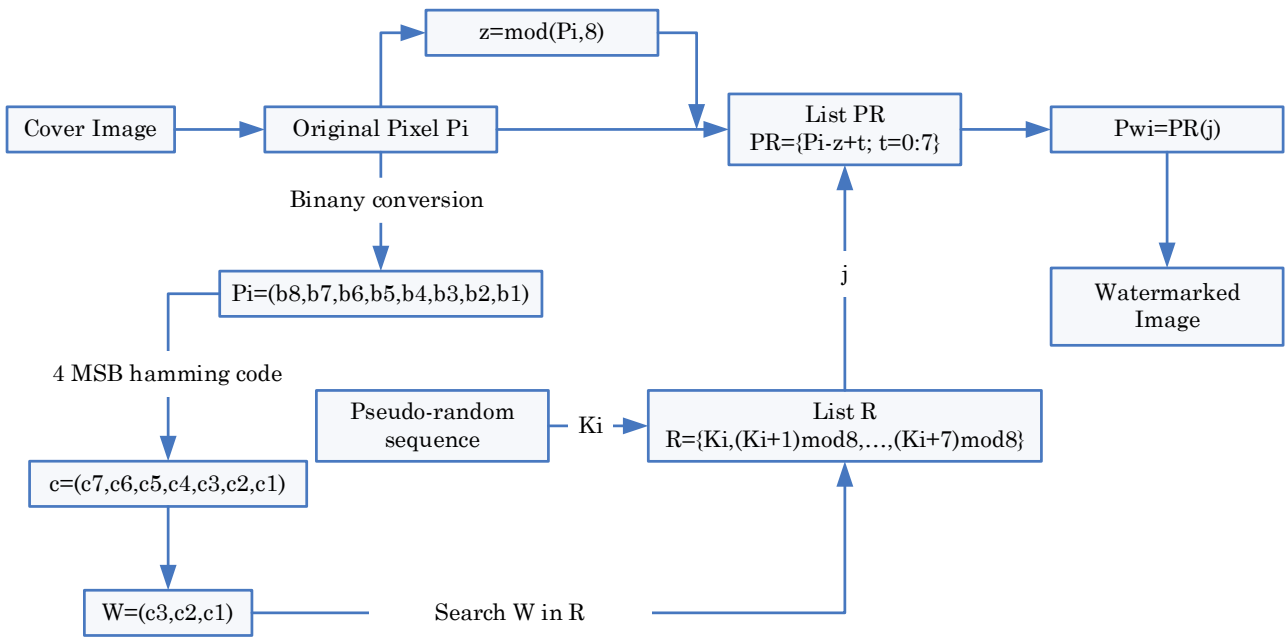 z=mod(Pi,8)
Cover Image
Original Pixel Pi
List PR
PR={Pi-z+t; t=0:7}
Pwi=PR(j)
Binany conversion
j
Pi=(b8,b7,b6,b5,b4,b3,b2,b1)
Watermarked
Image
4 MSB hamming code
Pseudo-random
sequence
Ki
List R
R={Ki,(Ki+1)mod8,...,(Ki+7)mod8}
c=(c7,c6,c5,c4,c3,c2,c1)
W=(c3,c2,c1)
Search W in R